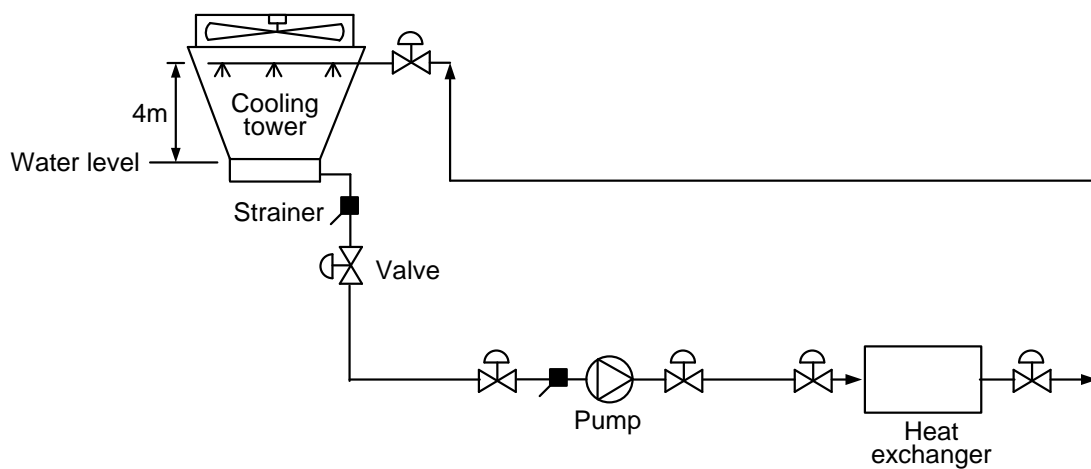 Cooling
tower
4m
Water level
Strainer
Valve
Pump
Heat
exchanger